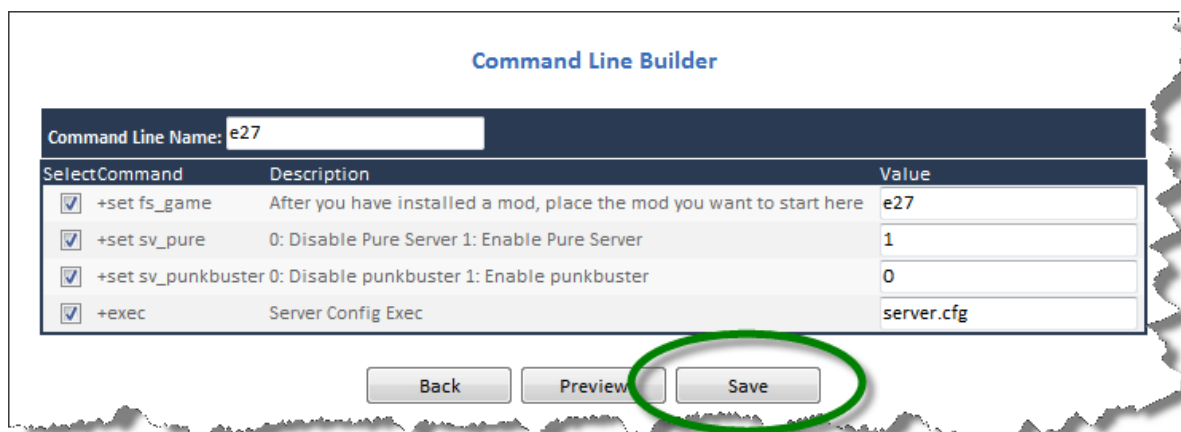 Command Line Builder
Command Line Name: e27
Select Command Description Value
+set fs_game After you have installed a mod, place the mod you want to start here e27
+set sv_pure 0: Disable Pure Server 1: Enable Pure Server 1
+set sv_punkbuster 0: Disable punkbuster 1: Enable punkbuster 0
+exec Server Config Exec server.cfg
Back Preview Save